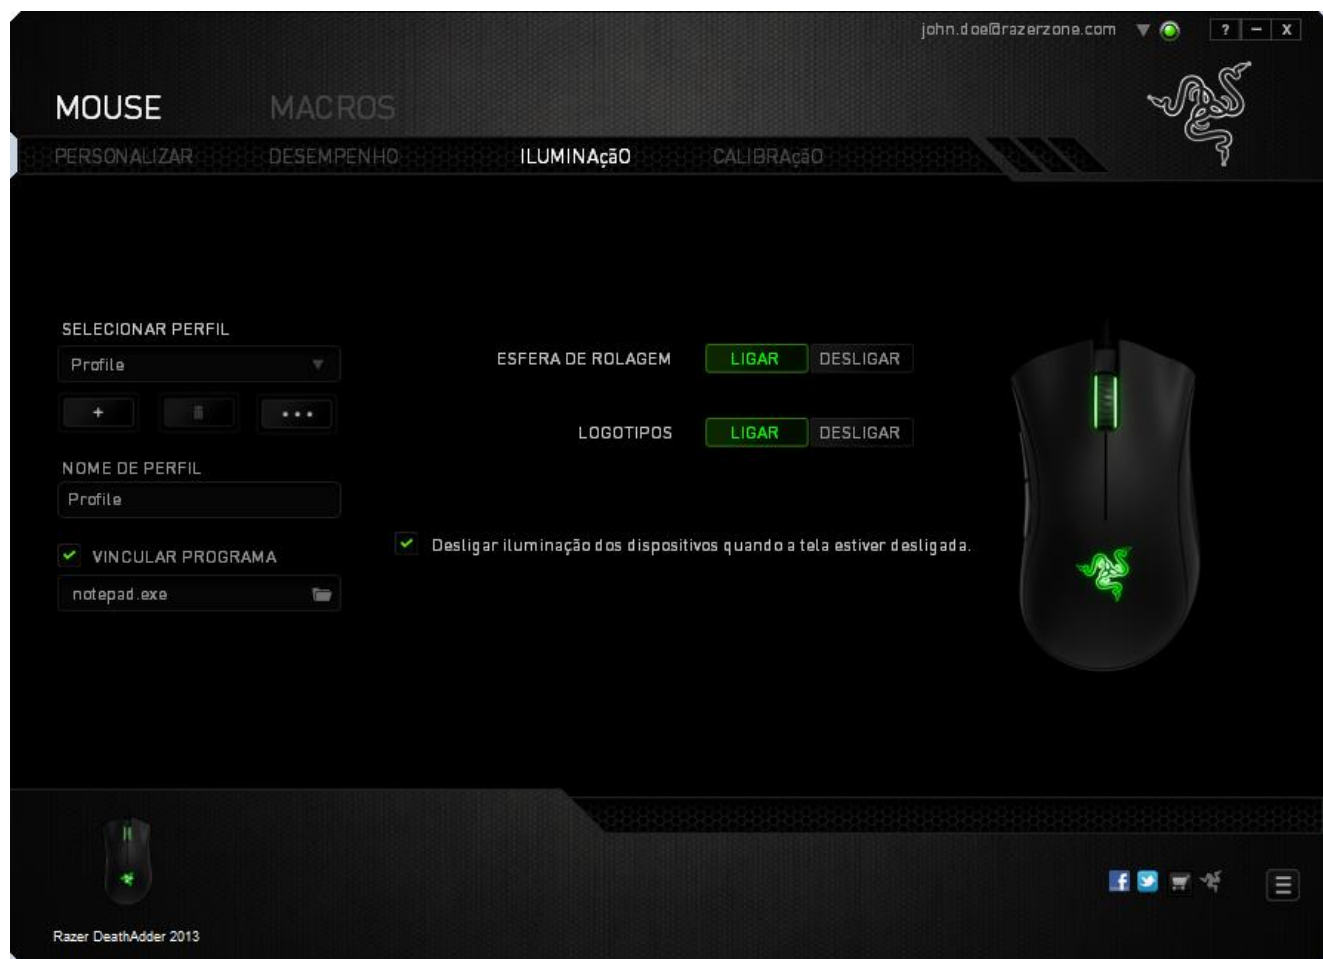 john.doe@razerzone.com
? – X
MOUSE MACROS
PERSONALIZAR DESEMPENHO ILUMINAçãO CALIBRAçãO
SELECIONAR PERFIL
Profile
+ •••
NOME DE PERFIL
Profile
VINCULAR PROGRAMA
notepad.exe
ESFERA DE ROLAGEM LIGAR DESLIGAR
LOGOTIPOS LIGAR DESLIGAR
Desligar iluminação dos dispositivos quando a tela estiver desligada.
Razer DeathAdder 2013